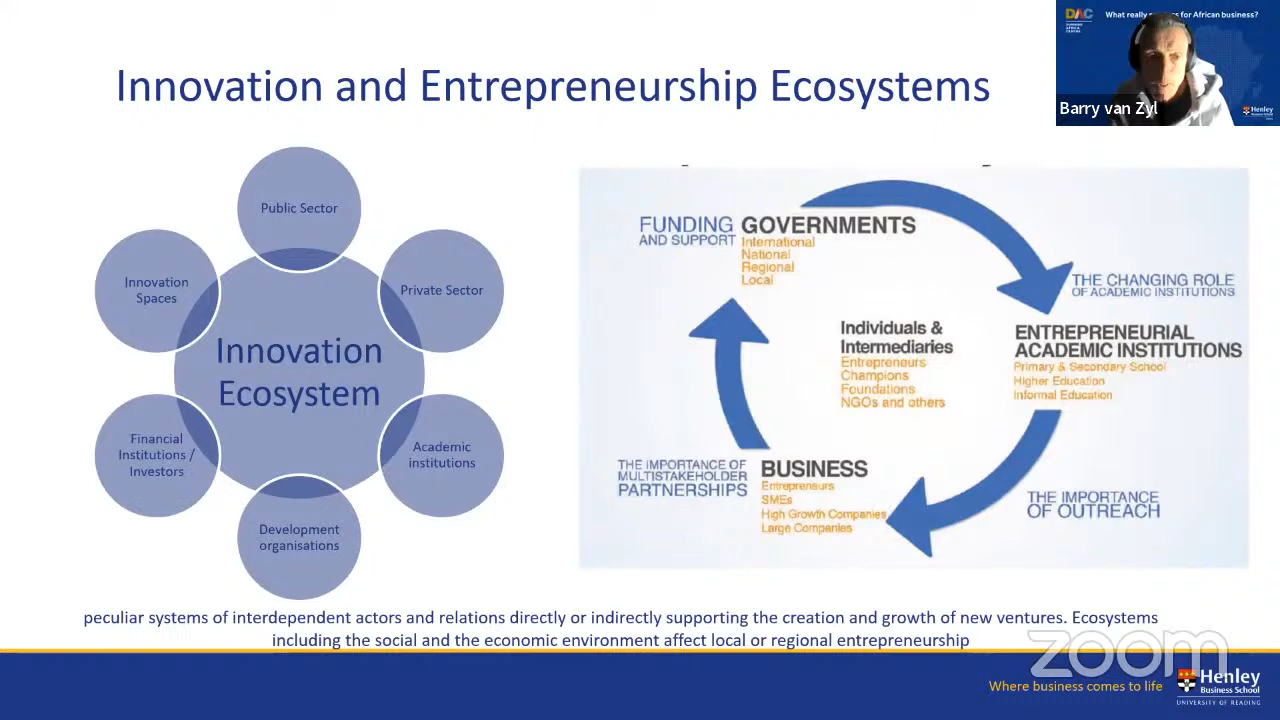 DAC
What really for African business?
Barry van Zyl
Henley
Business School
Innovation and Entrepreneurship Ecosystems
Public Sector
Innovation
Spaces
Private Sector
Innovation
Ecosystem
Financial
Institutions /
Investors
Academic
institutions
Development
organisations
FUNDING
AND SUPPORT
GOVERNMENTS
International
National
Regional
Local
THE CHANGING ROLE
OF ACADEMIC INSTITUTIONS
Individuals &
Intermediaries
Entrepreneurs
Champions
Foundations
NGOs and others
ENTREPRENEURIAL
ACADEMIC INSTITUTIONS
Primary & Secondary School
Higher Education
Informal Education
THE IMPORTANCE OF
MULTISTAKEHOLDER
PARTNERSHIPS
BUSINESS
Entrepreneurs
SMEs
High Growth Companies
Large Companies
THE IMPORTANCE
OF OUTREACH
peculiar systems of interdependent actors and relations directly or indirectly supporting the creation and growth of new ventures. Ecosystems
including the social and the economic environment affect local or regional entrepreneurship
zoom
Where business comes to life
Henley
Business School
UNIVERSITY OF READING